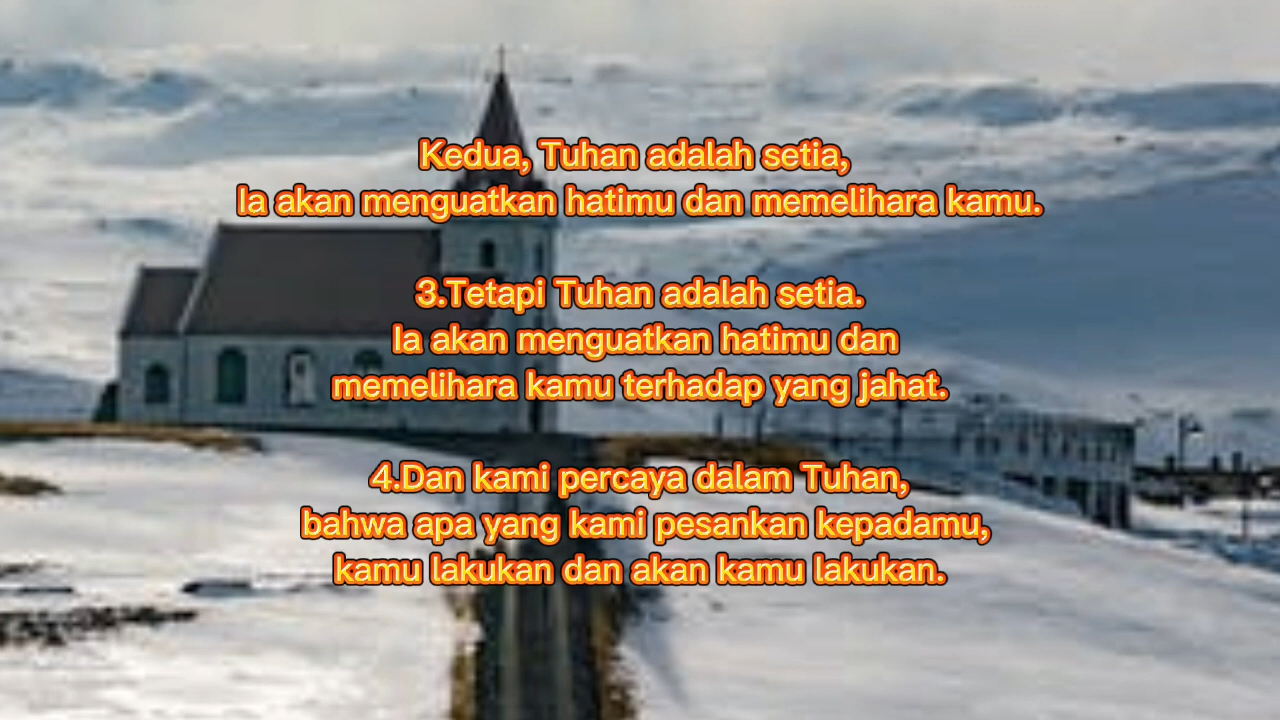 Kedua, Tuhan adalah setia,
Ia akan menguatkan hatimu dan memelihara kamu.
3.Tetapi Tuhan adalah setia.
Ia akan menguatkan hatimu dan
memelihara kamu terhadap yang jahat.
4.Dan kami percaya dalam Tuhan,
bahwa apa yang kami pesankan kepadamu,
kamu lakukan dan akan kamu lakukan.